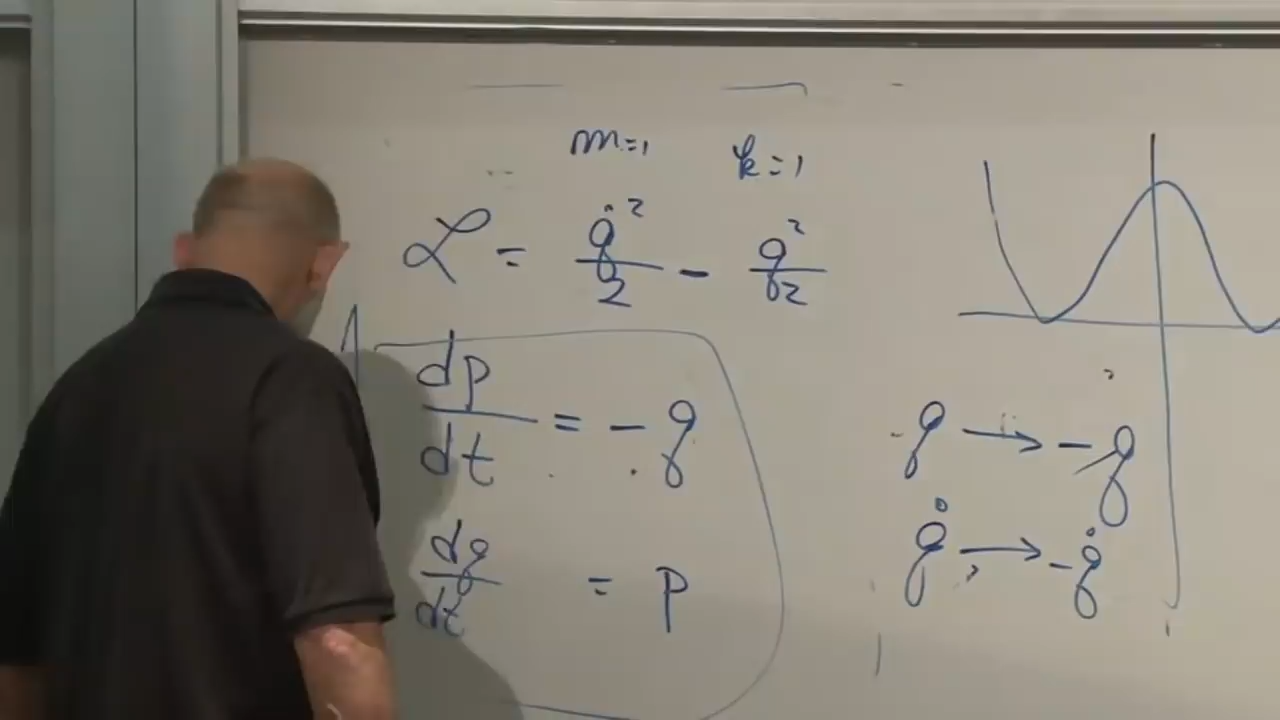 m=1 k=1
ℒ = q̇²/2 − q²/2
dp/dt = −q
dq/dt = p
q → −q
q̇ → −q̇